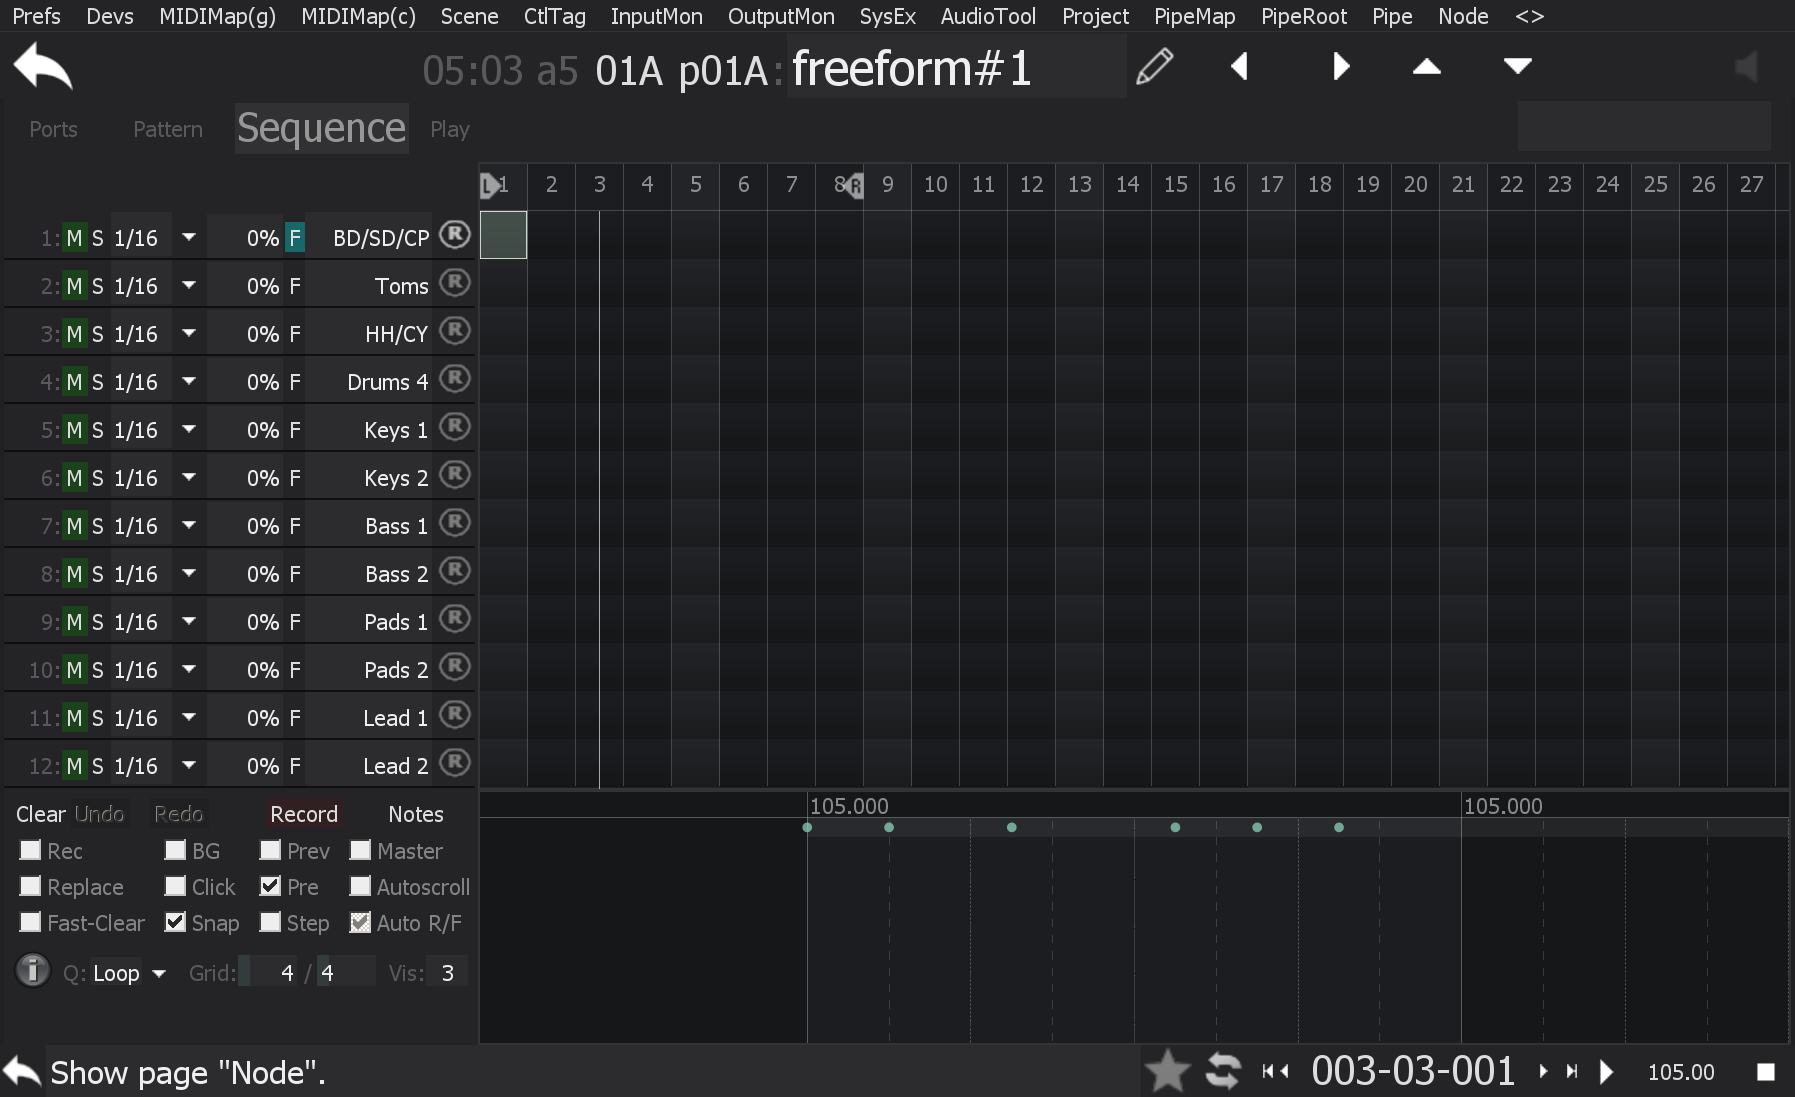 Prefs Devs MIDIMap(g) MIDIMap(c) Scene CtlTag InputMon OutputMon SysEx AudioTool Project PipeMap PipeRoot Pipe Node <>
05:03 a5 01A p01A: freeform#1
Ports Pattern Sequence Play
L 1 2 3 4 5 6 7 8 R 9 10 11 12 13 14 15 16 17 18 19 20 21 22 23 24 25 26 27
1: M S 1/16 0% F BD/SD/CP R
2: M S 1/16 0% F Toms R
3: M S 1/16 0% F HH/CY R
4: M S 1/16 0% F Drums 4 R
5: M S 1/16 0% F Keys 1 R
6: M S 1/16 0% F Keys 2 R
7: M S 1/16 0% F Bass 1 R
8: M S 1/16 0% F Bass 2 R
9: M S 1/16 0% F Pads 1 R
10: M S 1/16 0% F Pads 2 R
11: M S 1/16 0% F Lead 1 R
12: M S 1/16 0% F Lead 2 R
Clear Undo Redo Record Notes
105.000 105.000
Rec BG Prev Master
Replace Click Pre Autoscroll
Fast-Clear Snap Step Auto R/F
i Q: Loop Grid: 4 / 4 Vis: 3
Show page "Node". 003-03-001 105.00